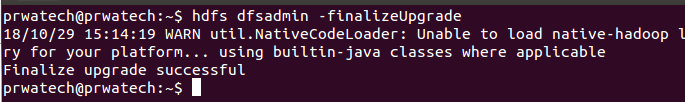 prwatech@prwatech:~$ hdfs dfsadmin -finalizeUpgrade
18/10/29 15:14:19 WARN util.NativeCodeLoader: Unable to load native-hadoop l
ry for your platform... using builtin-java classes where applicable
Finalize upgrade successful
prwatech@prwatech:~$